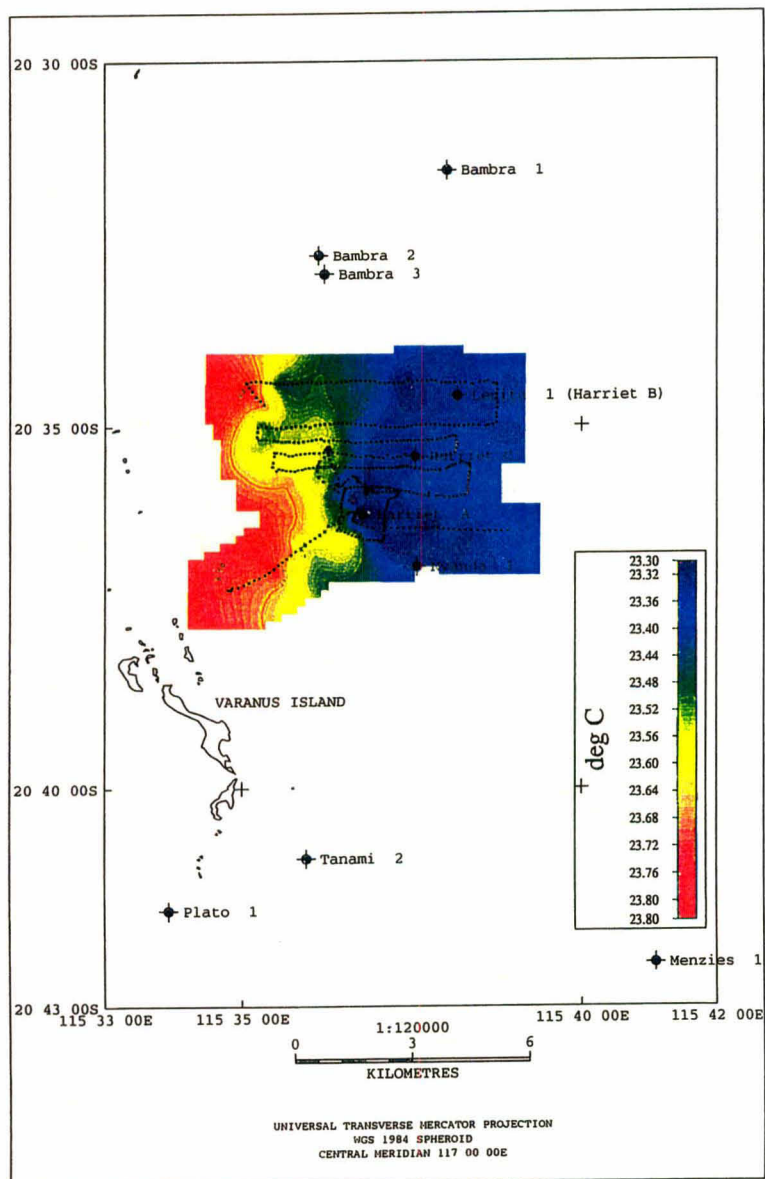 20 30 00S
Bambra 1
Bambra 2
Bambra 3
1 (Harriet B)
20 35 00S
VARANUS ISLAND
20 40 00S
Tanami 2
Plato 1
Menzies 1
20 43 00S
115 33 00E
115 35 00E
115 40 00E
115 42 00E
deg C
23.30
23.32
23.36
23.40
23.44
23.48
23.52
23.56
23.60
23.64
23.68
23.72
23.76
23.80
23.80
1:120000
0 3 6
KILOMETRES
UNIVERSAL TRANSVERSE MERCATOR PROJECTION
WGS 1984 SPHEROID
CENTRAL MERIDIAN 117 00 00E